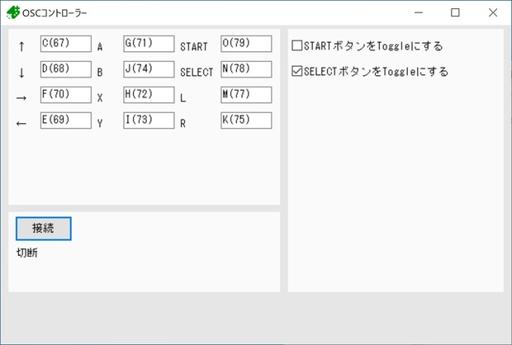 OSCコントローラー
↑ C(67) A G(71) START O(79)
↓ D(68) B J(74) SELECT N(78)
→ F(70) X H(72) L M(77)
← E(69) Y I(73) R K(75)
STARTボタンをToggleにする
SELECTボタンをToggleにする
接続
切断